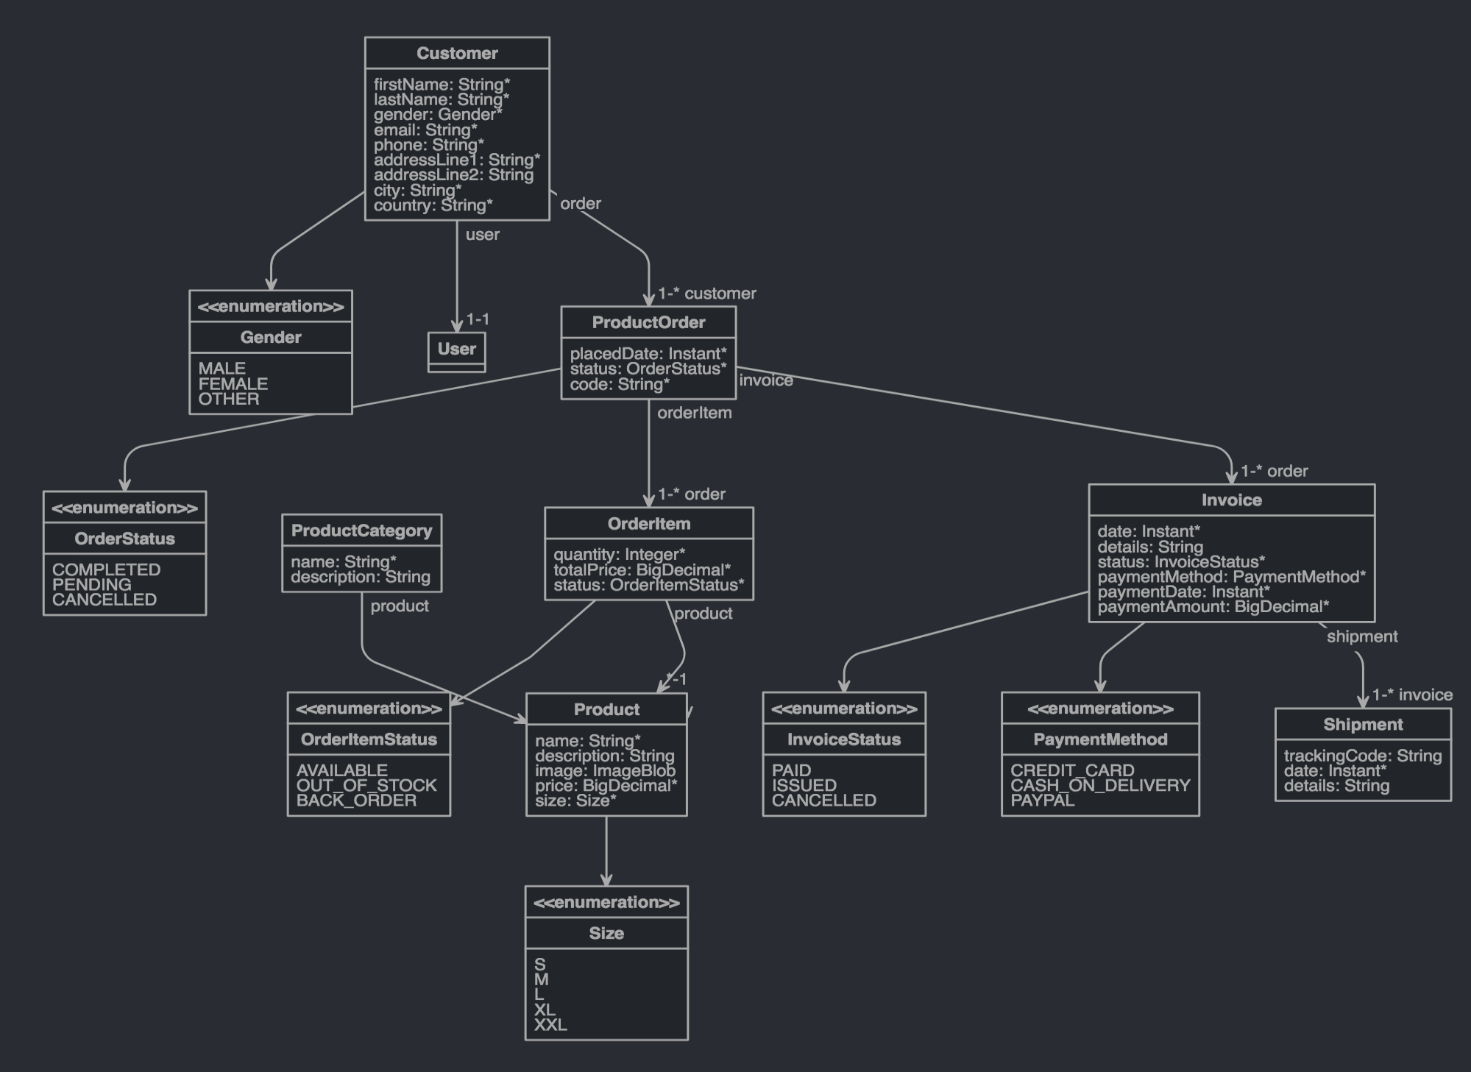 Customer
firstName: String*
lastName: String*
gender: Gender*
email: String*
phone: String*
addressLine1: String*
addressLine2: String
city: String*
country: String*
order
user
1-* customer
<<enumeration>>
Gender
MALE
FEMALE
OTHER
1-1
User
ProductOrder
placedDate: Instant*
status: OrderStatus*
code: String*
invoice
orderItem
1-* order
1-* order
<<enumeration>>
OrderStatus
COMPLETED
PENDING
CANCELLED
ProductCategory
name: String*
description: String
product
OrderItem
quantity: Integer*
totalPrice: BigDecimal*
status: OrderItemStatus*
product
Invoice
date: Instant*
details: String
status: InvoiceStatus*
paymentMethod: PaymentMethod*
paymentDate: Instant*
paymentAmount: BigDecimal*
shipment
*-1
1-* invoice
<<enumeration>>
OrderItemStatus
AVAILABLE
OUT_OF_STOCK
BACK_ORDER
Product
name: String*
description: String
image: ImageBlob
price: BigDecimal*
size: Size*
<<enumeration>>
InvoiceStatus
PAID
ISSUED
CANCELLED
<<enumeration>>
PaymentMethod
CREDIT_CARD
CASH_ON_DELIVERY
PAYPAL
Shipment
trackingCode: String
date: Instant*
details: String
<<enumeration>>
Size
S
M
L
XL
XXL